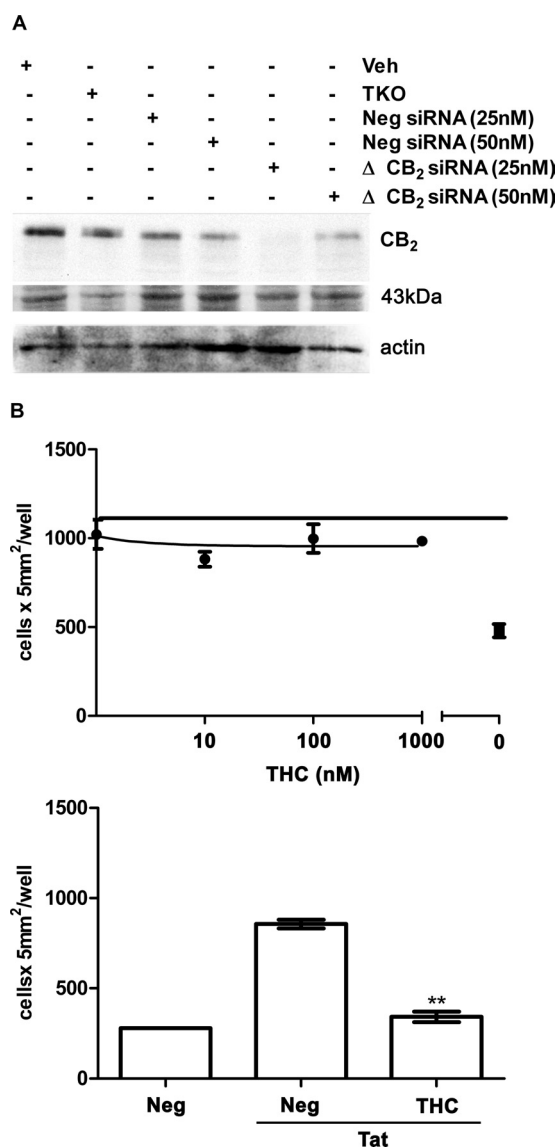 A
+ - - - - - Veh
- + - - - - TKO
- - + - - - Neg siRNA (25nM)
- - - + - - Neg siRNA (50nM)
- - - - + - Δ CB₂ siRNA (25nM)
- - - - - + Δ CB₂ siRNA (50nM)
CB₂
43kDa
actin
B
1500
1000
500
0
cells x 5mm²/well
10 100 1000 0
THC (nM)
1500
1000
500
0
cellsx 5mm²/well
**
Neg Neg THC
Tat